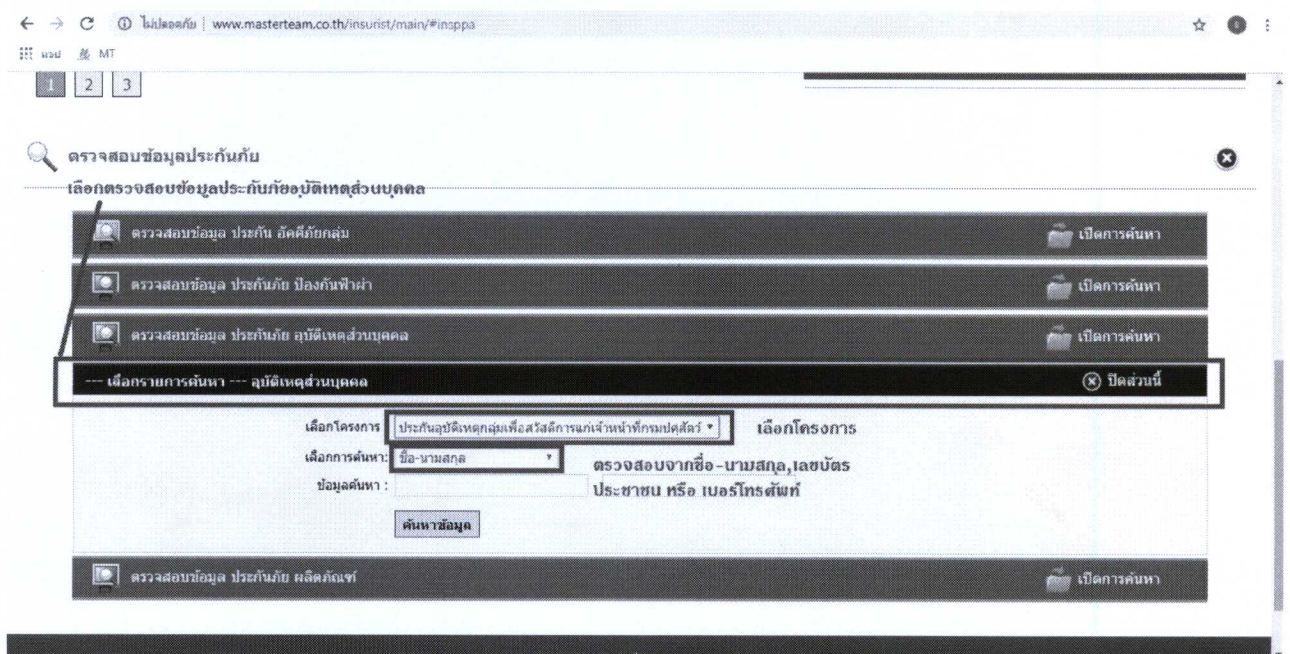 ไม่ปลอดภัย | www.masterteam.co.th/insurist/main/#insppa
แอป MT
1 2 3
ตรวจสอบข้อมูลประกันภัย
เลือกตรวจสอบข้อมูลประกันภัยอุบัติเหตุส่วนบุคคล
ตรวจสอบข้อมูล ประกัน อัคคีภัยกลุ่ม เปิดการค้นหา
ตรวจสอบข้อมูล ประกันภัย ป้องกันฟ้าผ่า เปิดการค้นหา
ตรวจสอบข้อมูล ประกันภัย อุบัติเหตุส่วนบุคคล เปิดการค้นหา
--- เลือกรายการค้นหา --- อุบัติเหตุส่วนบุคคล ปิดส่วนนี้
เลือกโครงการ ประกันอุบัติเหตุกลุ่มเพื่อสวัสดิการแก่เจ้าหน้าที่กรมปศุสัตว์ เลือกโครงการ
เลือกการค้นหา: ชื่อ-นามสกุล ตรวจสอบจากชื่อ-นามสกุล,เลขบัตร
ข้อมูลค้นหา : ประชาชน หรือ เบอร์โทรศัพท์
ค้นหาข้อมูล
ตรวจสอบข้อมูล ประกันภัย ผลิตภัณฑ์ เปิดการค้นหา